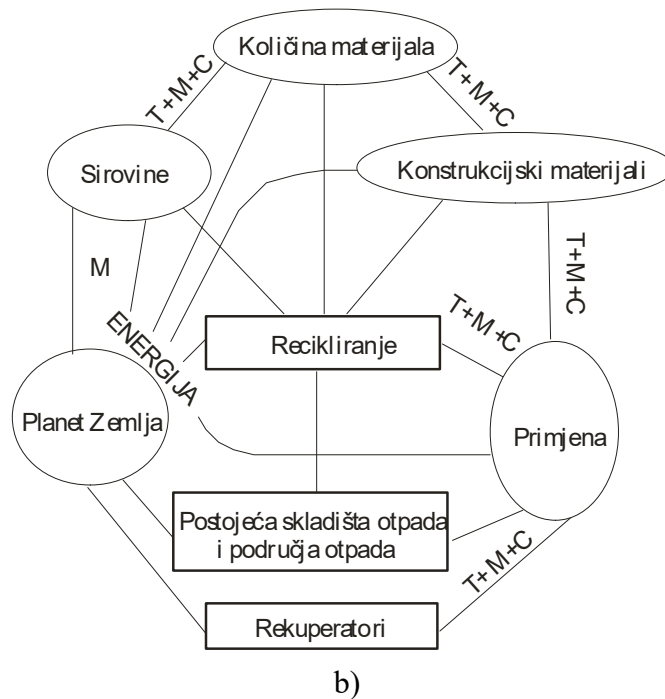 Količina materijala
T+M+C
T+M+C
Sirovine
Konstrukcijski materijali
M
T+M+C
ENERGIJA
Recikliranje
T+M+C
Planet Zemlja
Primjena
Postojeća skladišta otpada
i područja otpada
T+M+C
Rekuperatori
b)